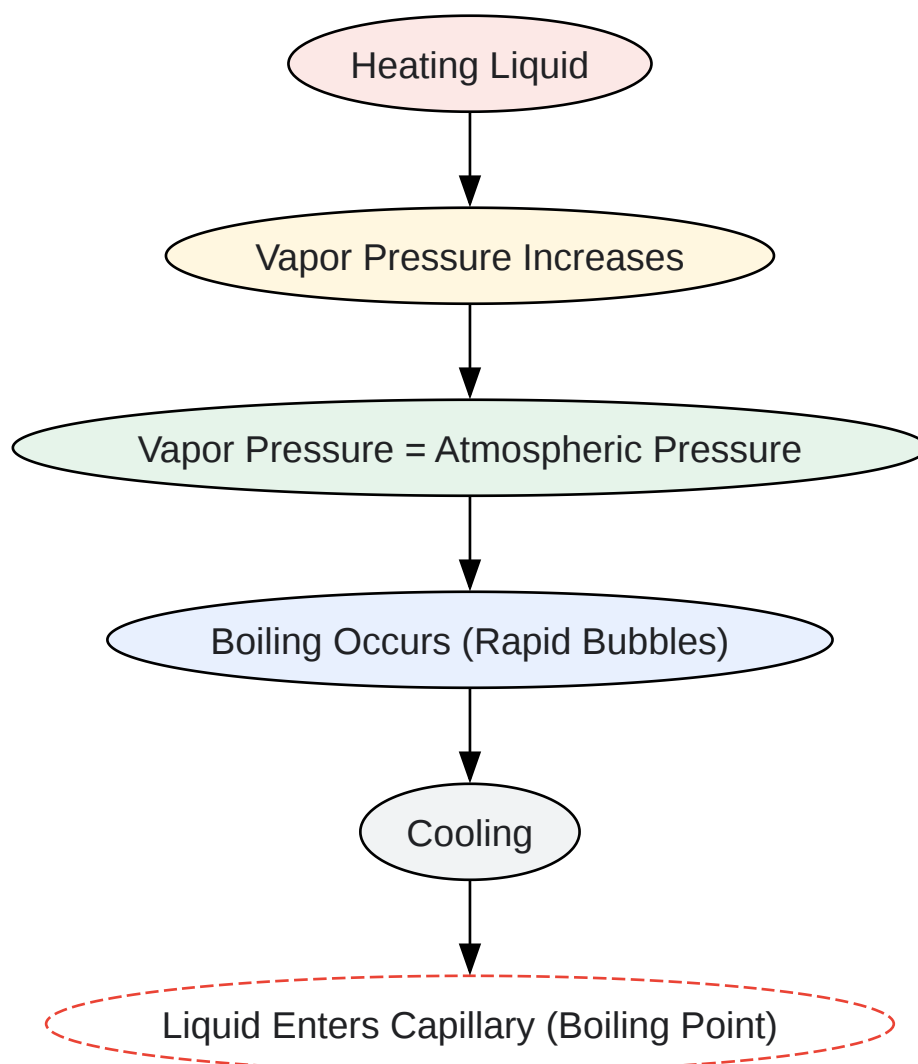 Heating Liquid
Vapor Pressure Increases
Vapor Pressure = Atmospheric Pressure
Boiling Occurs (Rapid Bubbles)
Cooling
Liquid Enters Capillary (Boiling Point)